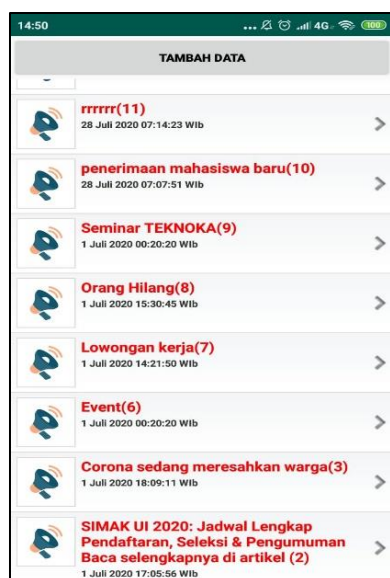 14:50 ... 4G 100
TAMBAH DATA
rrrrrr(11)
28 Juli 2020 07:14:23 WIb
penerimaan mahasiswa baru(10)
28 Juli 2020 07:07:51 WIb
Seminar TEKNOKA(9)
1 Juli 2020 00:20:20 WIb
Orang Hilang(8)
1 Juli 2020 15:30:45 WIb
Lowongan kerja(7)
1 Juli 2020 14:21:50 WIb
Event(6)
1 Juli 2020 00:20:20 WIb
Corona sedang meresahkan warga(3)
1 Juli 2020 18:09:11 WIb
SIMAK UI 2020: Jadwal Lengkap
Pendaftaran, Seleksi & Pengumuman
Baca selengkapnya di artikel (2)
1 Juli 2020 17:05:56 WIb